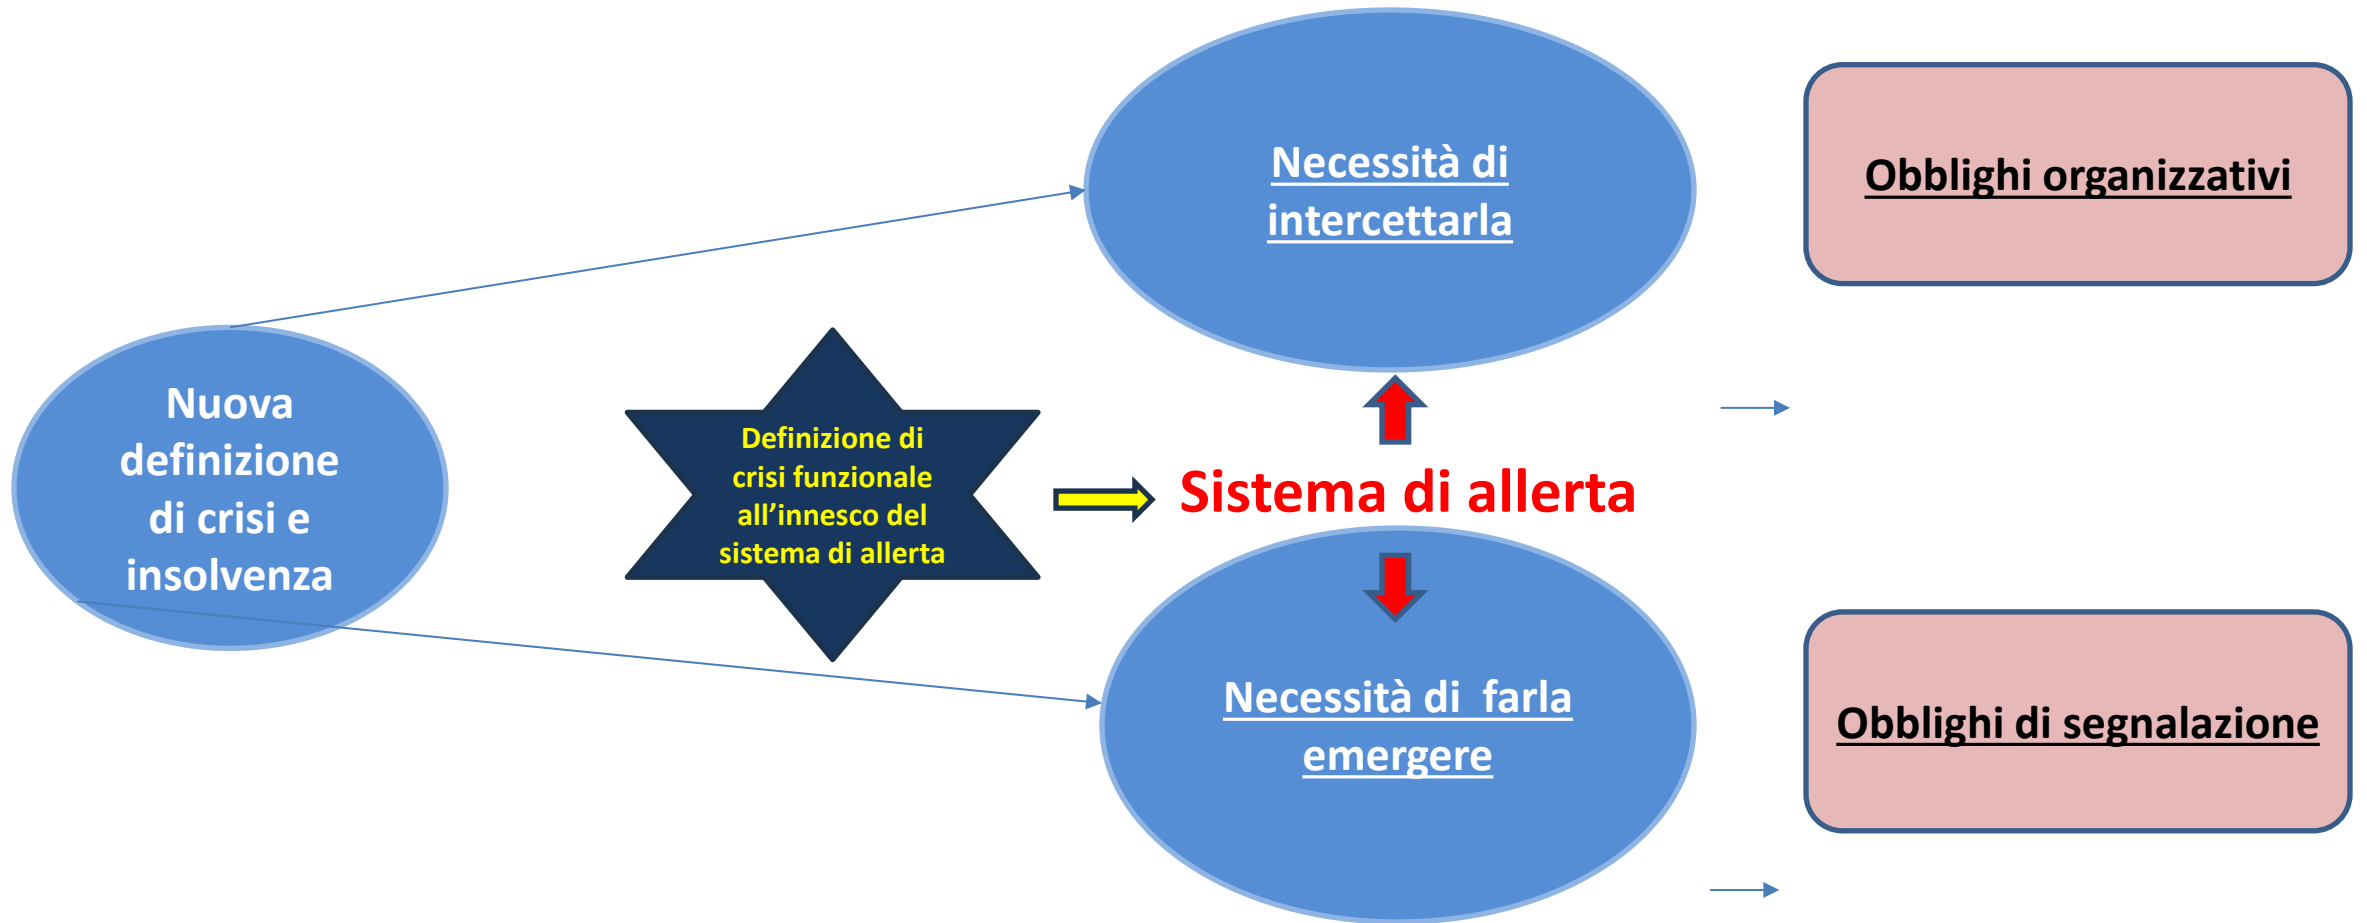 Necessità di
intercettarla
Obblighi organizzativi
Nuova
definizione
di crisi e
insolvenza
Definizione di
crisi funzionale
all’innesco del
sistema di allerta
Sistema di allerta
Necessità di  farla
emergere
Obblighi di segnalazione